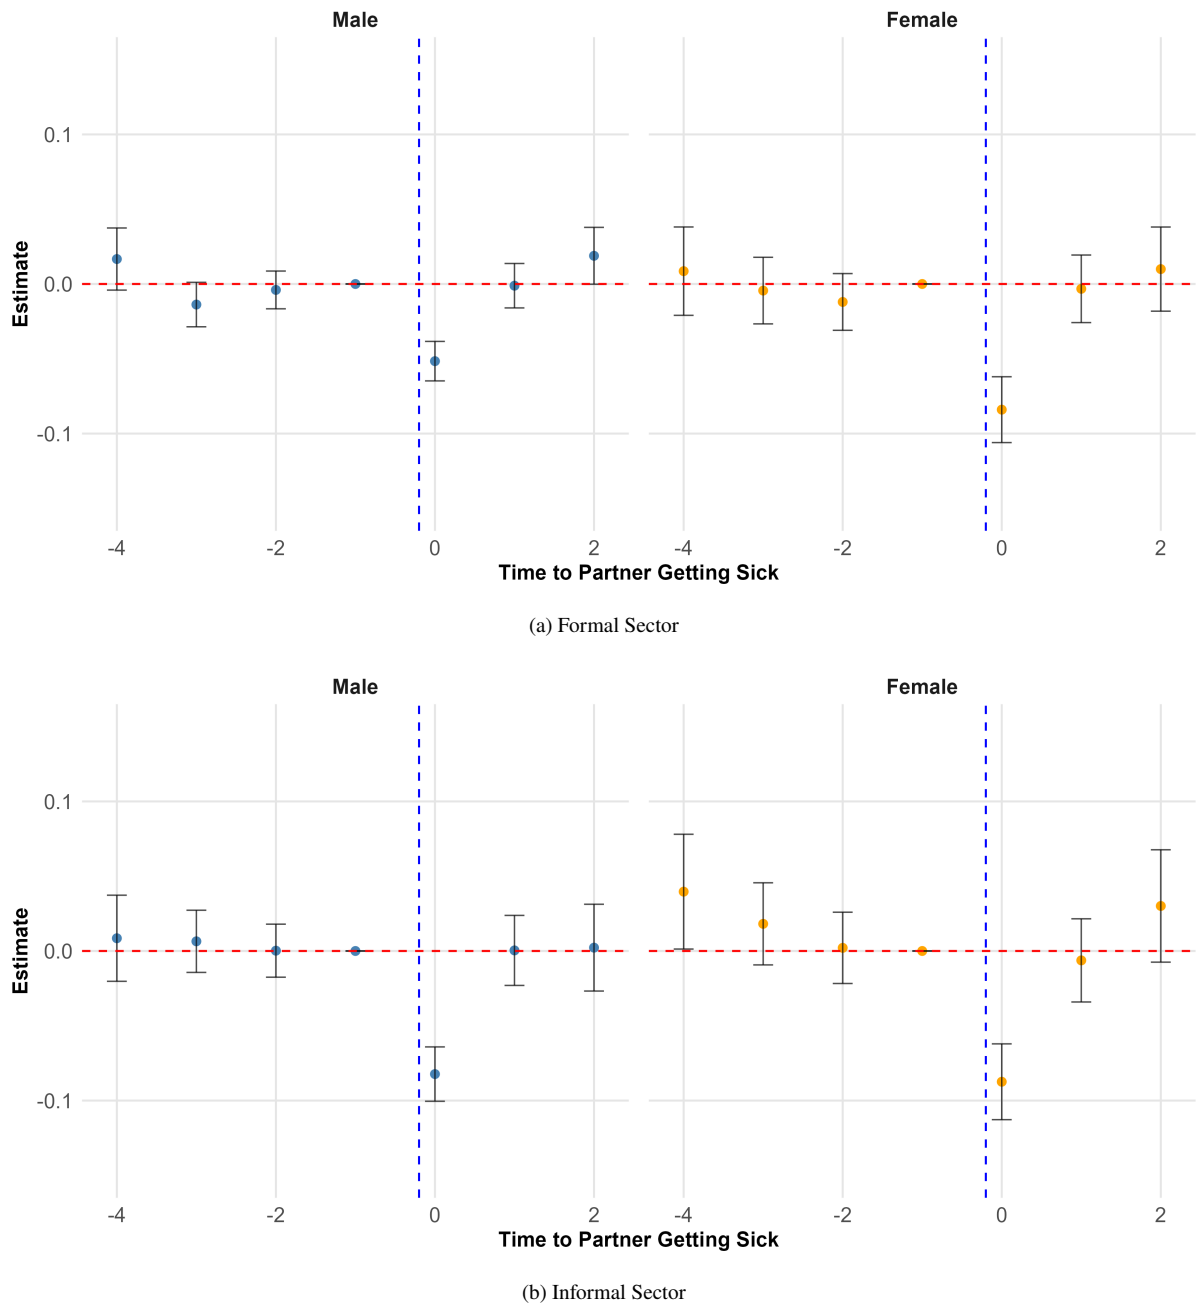 Male Female
Estimate
0.1
0.0
-0.1
-4 -2 0 2 -4 -2 0 2
Time to Partner Getting Sick
(a) Formal Sector
Male Female
Estimate
0.1
0.0
-0.1
-4 -2 0 2 -4 -2 0 2
Time to Partner Getting Sick
(b) Informal Sector